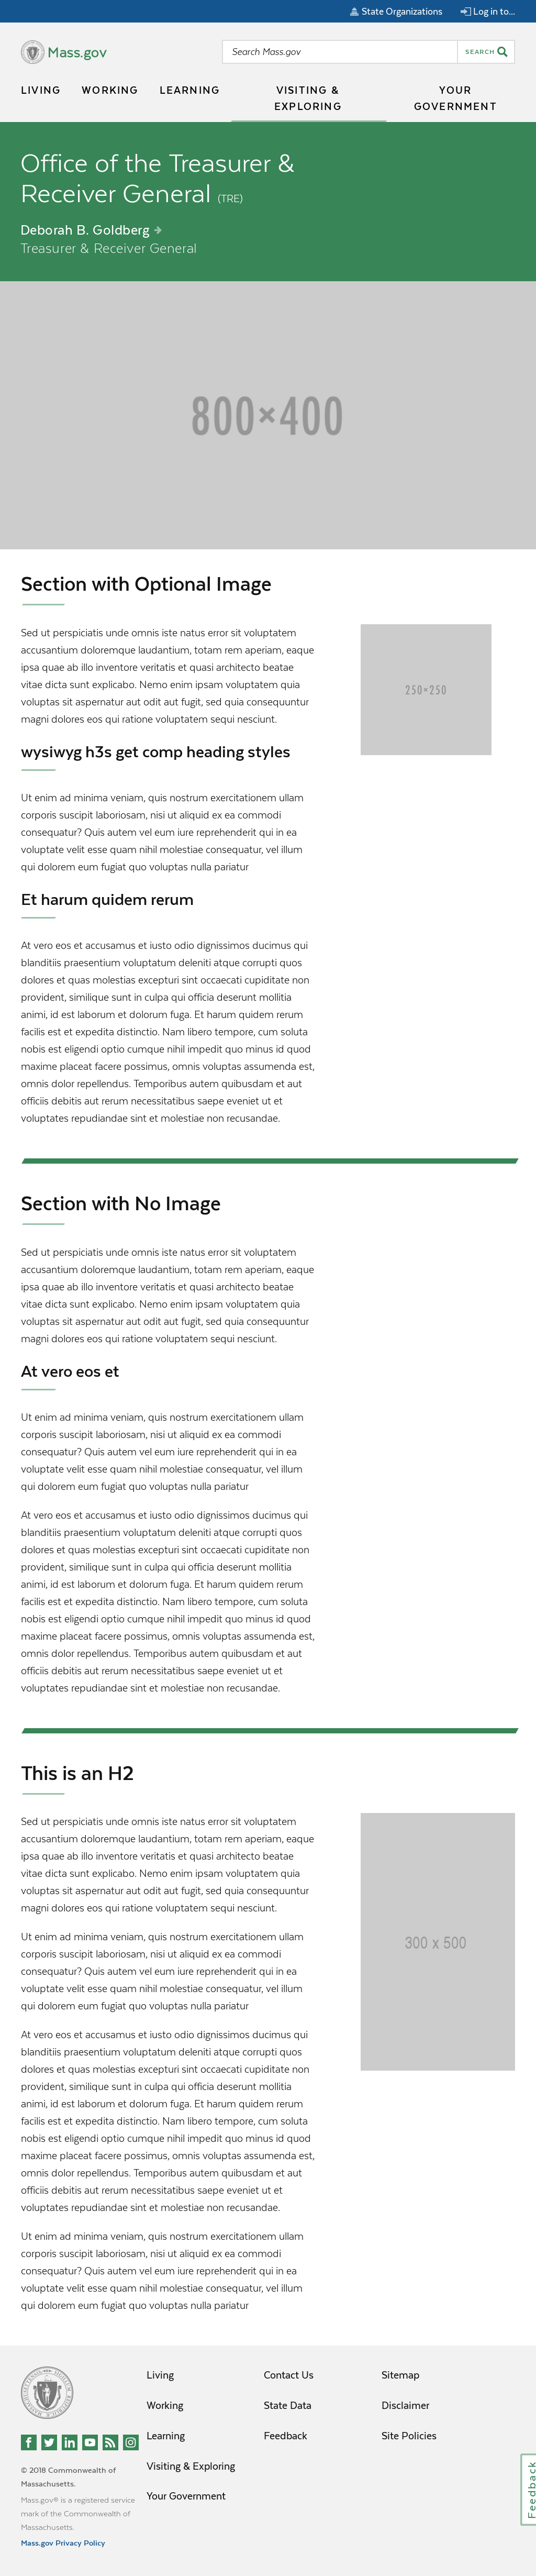 State Organizations
Log in to...
Mass.gov
Search Mass.gov
SEARCH
LIVING
WORKING
LEARNING
VISITING &
EXPLORING
YOUR
GOVERNMENT
Office of the Treasurer &
Receiver General (TRE)
Deborah B. Goldberg
Treasurer & Receiver General
800×400
Section with Optional Image
Sed ut perspiciatis unde omnis iste natus error sit voluptatem
accusantium doloremque laudantium, totam rem aperiam, eaque
ipsa quae ab illo inventore veritatis et quasi architecto beatae
vitae dicta sunt explicabo. Nemo enim ipsam voluptatem quia
voluptas sit aspernatur aut odit aut fugit, sed quia consequuntur
magni dolores eos qui ratione voluptatem sequi nesciunt.
250×250
wysiwyg h3s get comp heading styles
Ut enim ad minima veniam, quis nostrum exercitationem ullam
corporis suscipit laboriosam, nisi ut aliquid ex ea commodi
consequatur? Quis autem vel eum iure reprehenderit qui in ea
voluptate velit esse quam nihil molestiae consequatur, vel illum
qui dolorem eum fugiat quo voluptas nulla pariatur
Et harum quidem rerum
At vero eos et accusamus et iusto odio dignissimos ducimus qui
blanditiis praesentium voluptatum deleniti atque corrupti quos
dolores et quas molestias excepturi sint occaecati cupiditate non
provident, similique sunt in culpa qui officia deserunt mollitia
animi, id est laborum et dolorum fuga. Et harum quidem rerum
facilis est et expedita distinctio. Nam libero tempore, cum soluta
nobis est eligendi optio cumque nihil impedit quo minus id quod
maxime placeat facere possimus, omnis voluptas assumenda est,
omnis dolor repellendus. Temporibus autem quibusdam et aut
officiis debitis aut rerum necessitatibus saepe eveniet ut et
voluptates repudiandae sint et molestiae non recusandae.
Section with No Image
Sed ut perspiciatis unde omnis iste natus error sit voluptatem
accusantium doloremque laudantium, totam rem aperiam, eaque
ipsa quae ab illo inventore veritatis et quasi architecto beatae
vitae dicta sunt explicabo. Nemo enim ipsam voluptatem quia
voluptas sit aspernatur aut odit aut fugit, sed quia consequuntur
magni dolores eos qui ratione voluptatem sequi nesciunt.
At vero eos et
Ut enim ad minima veniam, quis nostrum exercitationem ullam
corporis suscipit laboriosam, nisi ut aliquid ex ea commodi
consequatur? Quis autem vel eum iure reprehenderit qui in ea
voluptate velit esse quam nihil molestiae consequatur, vel illum
qui dolorem eum fugiat quo voluptas nulla pariatur
At vero eos et accusamus et iusto odio dignissimos ducimus qui
blanditiis praesentium voluptatum deleniti atque corrupti quos
dolores et quas molestias excepturi sint occaecati cupiditate non
provident, similique sunt in culpa qui officia deserunt mollitia
animi, id est laborum et dolorum fuga. Et harum quidem rerum
facilis est et expedita distinctio. Nam libero tempore, cum soluta
nobis est eligendi optio cumque nihil impedit quo minus id quod
maxime placeat facere possimus, omnis voluptas assumenda est,
omnis dolor repellendus. Temporibus autem quibusdam et aut
officiis debitis aut rerum necessitatibus saepe eveniet ut et
voluptates repudiandae sint et molestiae non recusandae.
This is an H2
Sed ut perspiciatis unde omnis iste natus error sit voluptatem
accusantium doloremque laudantium, totam rem aperiam, eaque
ipsa quae ab illo inventore veritatis et quasi architecto beatae
vitae dicta sunt explicabo. Nemo enim ipsam voluptatem quia
voluptas sit aspernatur aut odit aut fugit, sed quia consequuntur
magni dolores eos qui ratione voluptatem sequi nesciunt.
300 x 500
Ut enim ad minima veniam, quis nostrum exercitationem ullam
corporis suscipit laboriosam, nisi ut aliquid ex ea commodi
consequatur? Quis autem vel eum iure reprehenderit qui in ea
voluptate velit esse quam nihil molestiae consequatur, vel illum
qui dolorem eum fugiat quo voluptas nulla pariatur
At vero eos et accusamus et iusto odio dignissimos ducimus qui
blanditiis praesentium voluptatum deleniti atque corrupti quos
dolores et quas molestias excepturi sint occaecati cupiditate non
provident, similique sunt in culpa qui officia deserunt mollitia
animi, id est laborum et dolorum fuga. Et harum quidem rerum
facilis est et expedita distinctio. Nam libero tempore, cum soluta
nobis est eligendi optio cumque nihil impedit quo minus id quod
maxime placeat facere possimus, omnis voluptas assumenda est,
omnis dolor repellendus. Temporibus autem quibusdam et aut
officiis debitis aut rerum necessitatibus saepe eveniet ut et
voluptates repudiandae sint et molestiae non recusandae.
Ut enim ad minima veniam, quis nostrum exercitationem ullam
corporis suscipit laboriosam, nisi ut aliquid ex ea commodi
consequatur? Quis autem vel eum iure reprehenderit qui in ea
voluptate velit esse quam nihil molestiae consequatur, vel illum
qui dolorem eum fugiat quo voluptas nulla pariatur
Living
Working
Learning
Visiting & Exploring
Your Government
Contact Us
State Data
Feedback
Sitemap
Disclaimer
Site Policies
© 2018 Commonwealth of
Massachusetts.
Mass.gov® is a registered service
mark of the Commonwealth of
Massachusetts.
Mass.gov Privacy Policy
Feedback